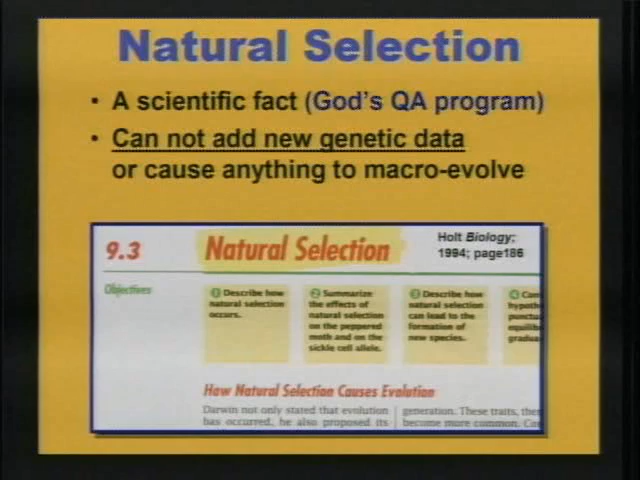 Natural Selection
• A scientific fact (God's QA program)
• Can not add new genetic data
or cause anything to macro-evolve
9.3
Natural Selection
Holt Biology;
1994; page186
Objectives
1 Describe how
natural selection
occurs.
2 Summarize
the effects of
natural selection
on the peppered
moth and on the
sickle cell allele.
3 Describe how
natural selection
can lead to the
formation of
new species.
4
How Natural Selection Causes Evolution
Darwin not only stated that evolution
has occurred, he also proposed its
generation. These traits,
become more common.